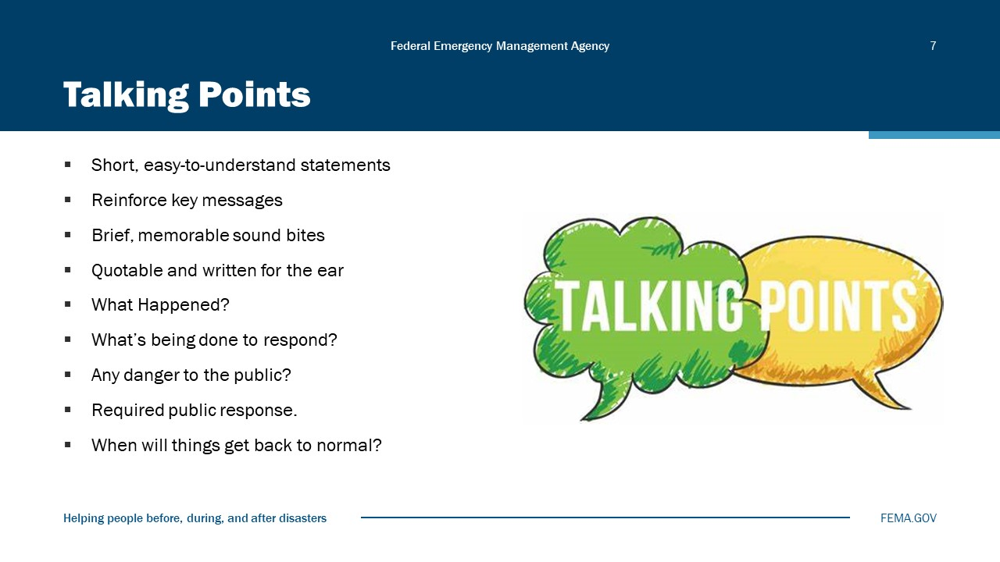 Federal Emergency Management Agency
7
Talking Points
▪ Short, easy-to-understand statements
▪ Reinforce key messages
▪ Brief, memorable sound bites
▪ Quotable and written for the ear
▪ What Happened?
▪ What’s being done to respond?
▪ Any danger to the public?
▪ Required public response.
▪ When will things get back to normal?
TALKING POINTS
Helping people before, during, and after disasters
FEMA.GOV